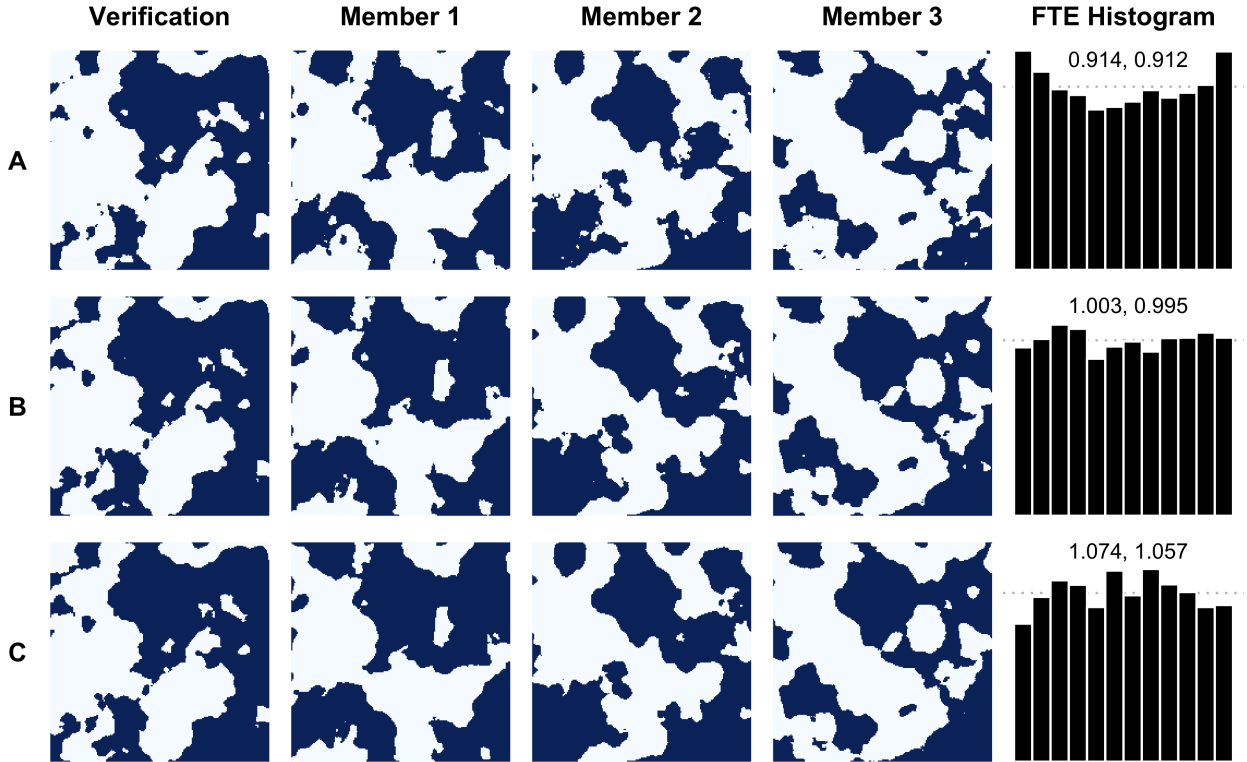 Verification Member 1 Member 2 Member 3 FTE Histogram
A 0.914, 0.912
B 1.003, 0.995
C 1.074, 1.057